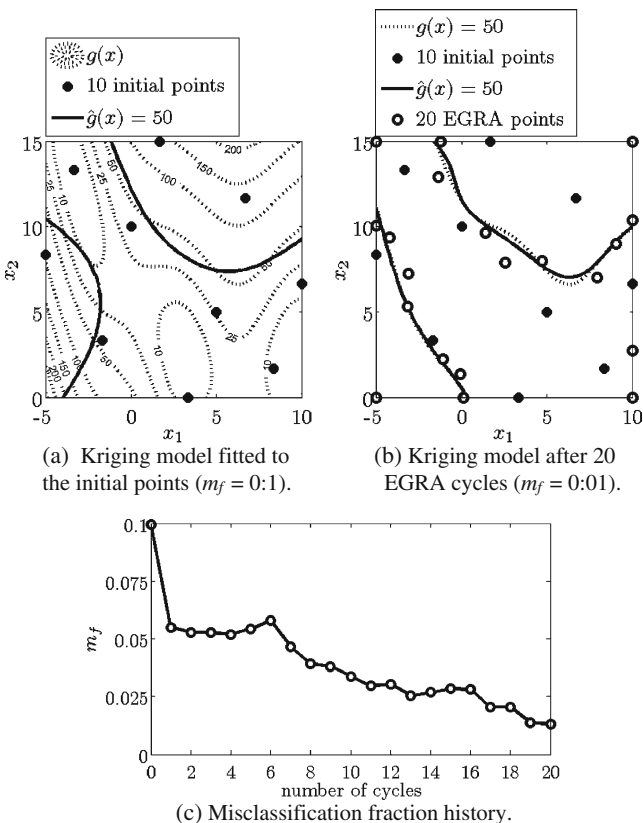 g(x)
10 initial points
ĝ(x) = 50
15
10
5
0
-5
0
5
10
x₂
x₁
200
150
100
50
25
50
25
10
25
10
25
10
10
50
100
150
200
50
(a) Kriging model fitted to
the initial points (m_f = 0:1).
g(x) = 50
10 initial points
ĝ(x) = 50
20 EGRA points
15
10
5
0
-5
0
5
10
x₂
x₁
(b) Kriging model after 20
EGRA cycles (m_f = 0:01).
0.1
0.075
0.05
0.025
0
m_f
0
2
4
6
8
10
12
14
16
18
20
number of cycles
(c) Misclassification fraction history.